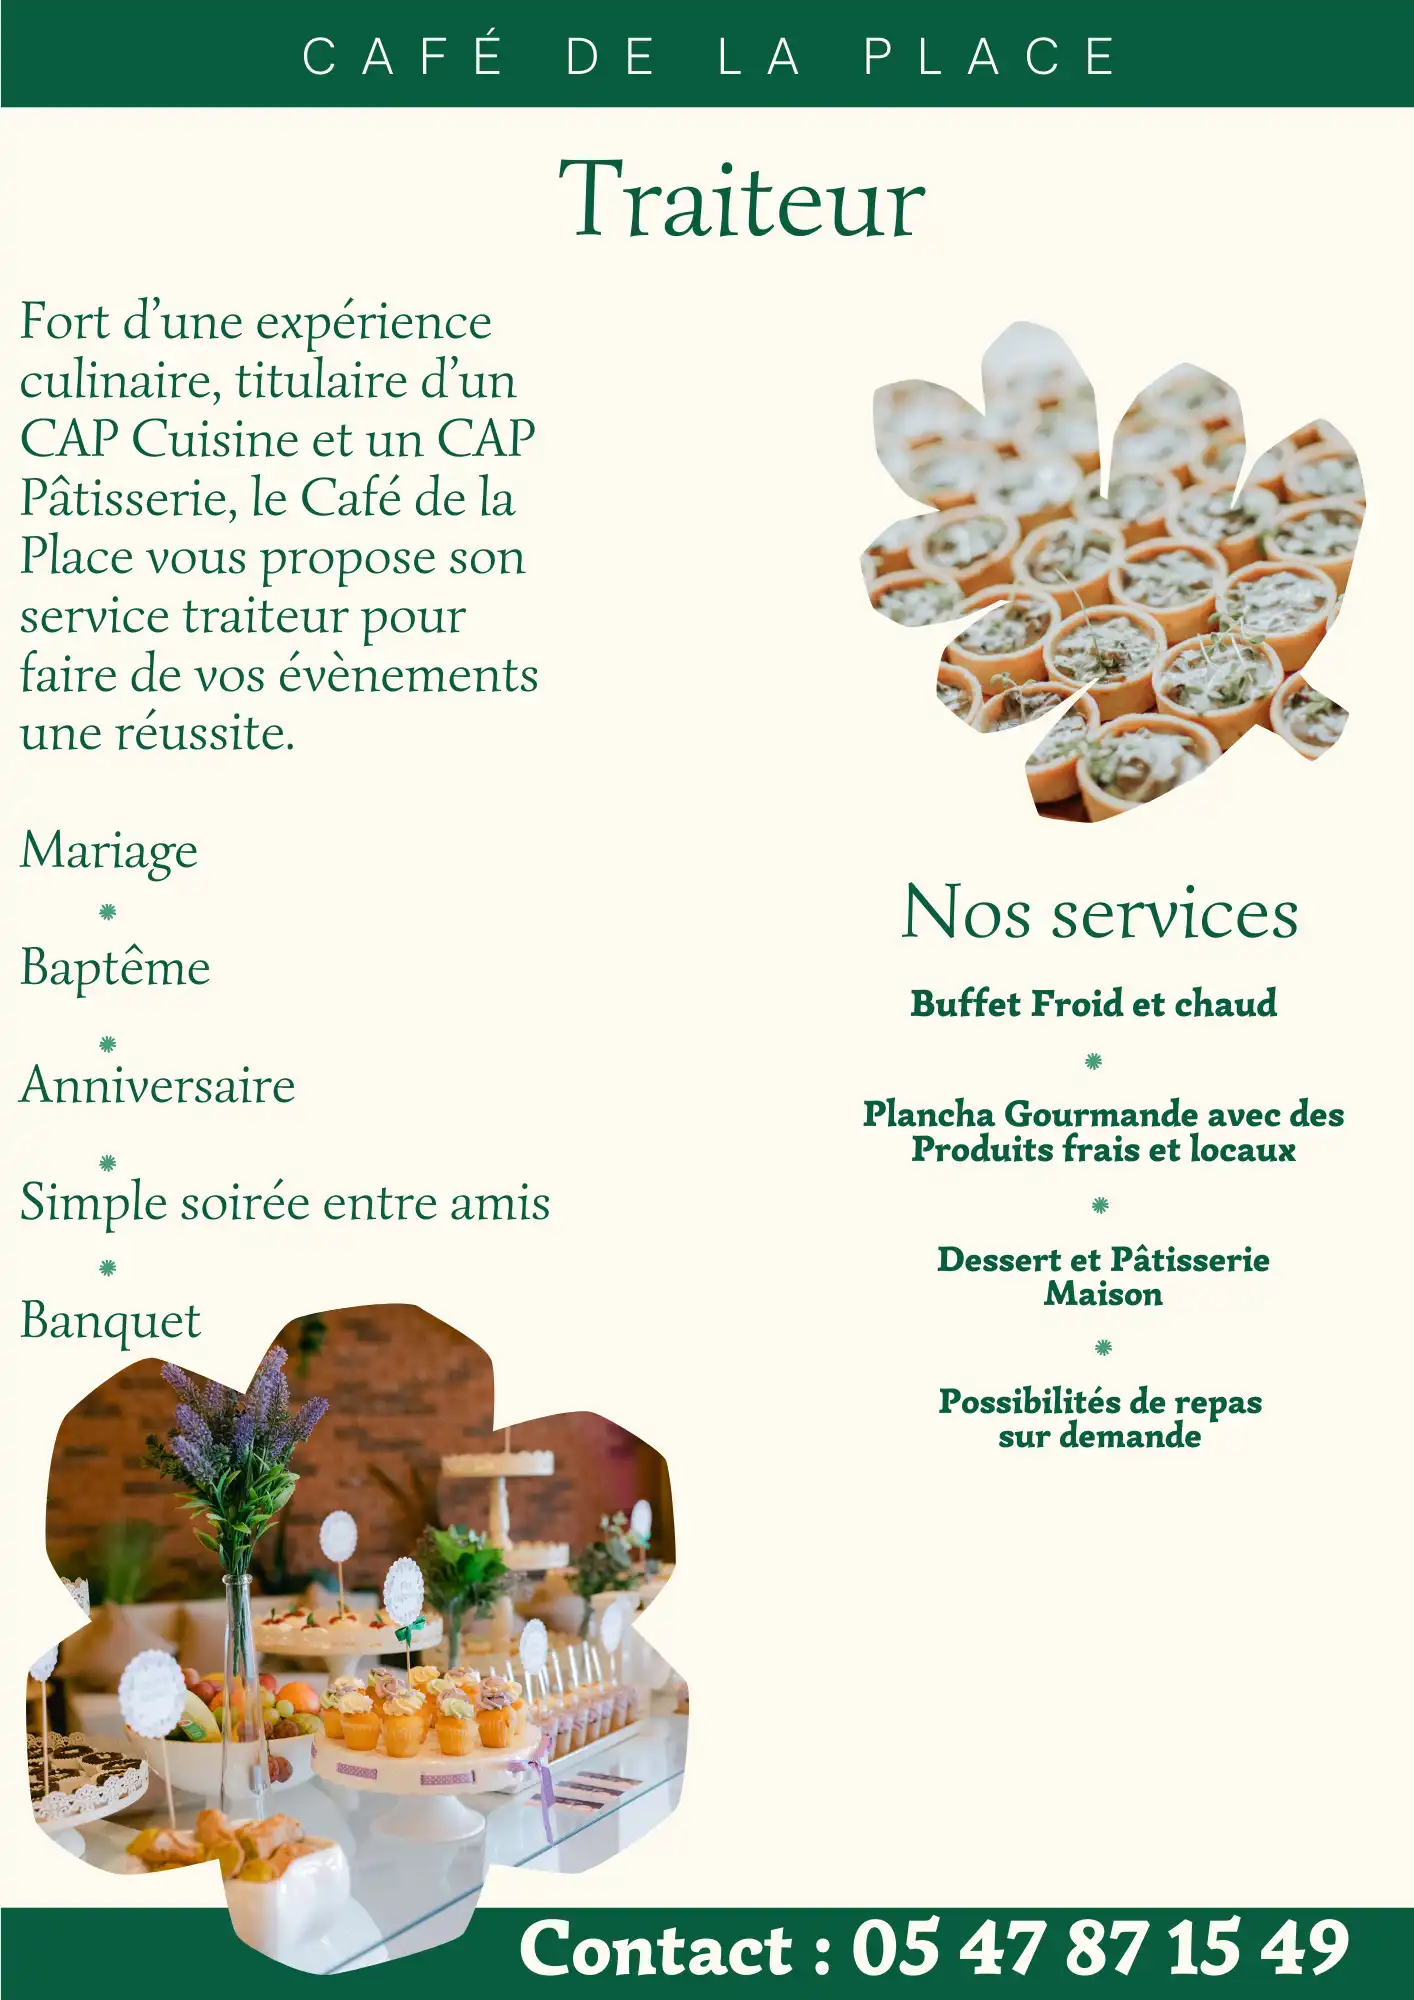 CAFÉ DE LA PLACE
Traiteur
Fort d’une expérience
culinaire, titulaire d’un
CAP Cuisine et un CAP
Pâtisserie, le Café de la
Place vous propose son
service traiteur pour
faire de vos évènements
une réussite.
Mariage
Baptême
Anniversaire
Simple soirée entre amis
Banquet
Nos services
Buffet Froid et chaud
Plancha Gourmande avec des
Produits frais et locaux
Dessert et Pâtisserie
Maison
Possibilités de repas
sur demande
Contact : 05 47 87 15 49